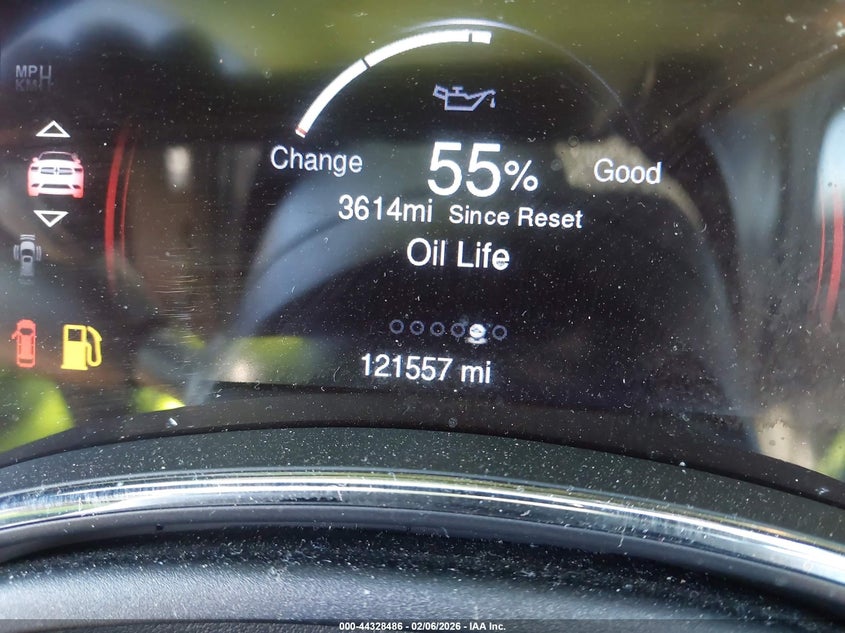 MPH
KM/H
Change 55% Good
3614mi Since Reset
Oil Life
121557 mi
000-44328486 - 02/06/2026 - IAA Inc.